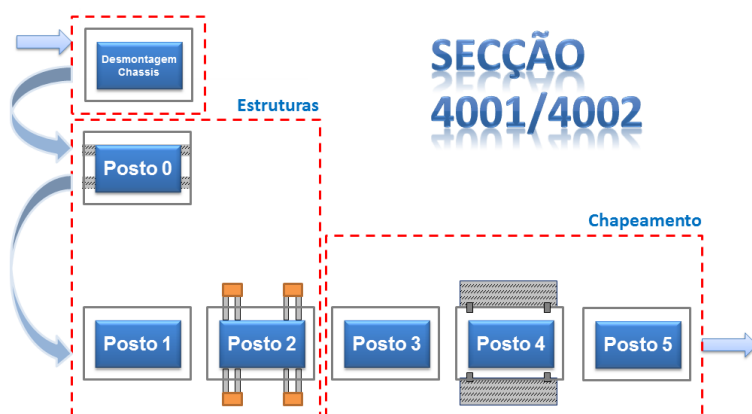 Desmontagem
Chassis
SECÇÃO
4001/4002
Estruturas
Posto 0
Chapeamento
Posto 1
Posto 2
Posto 3
Posto 4
Posto 5